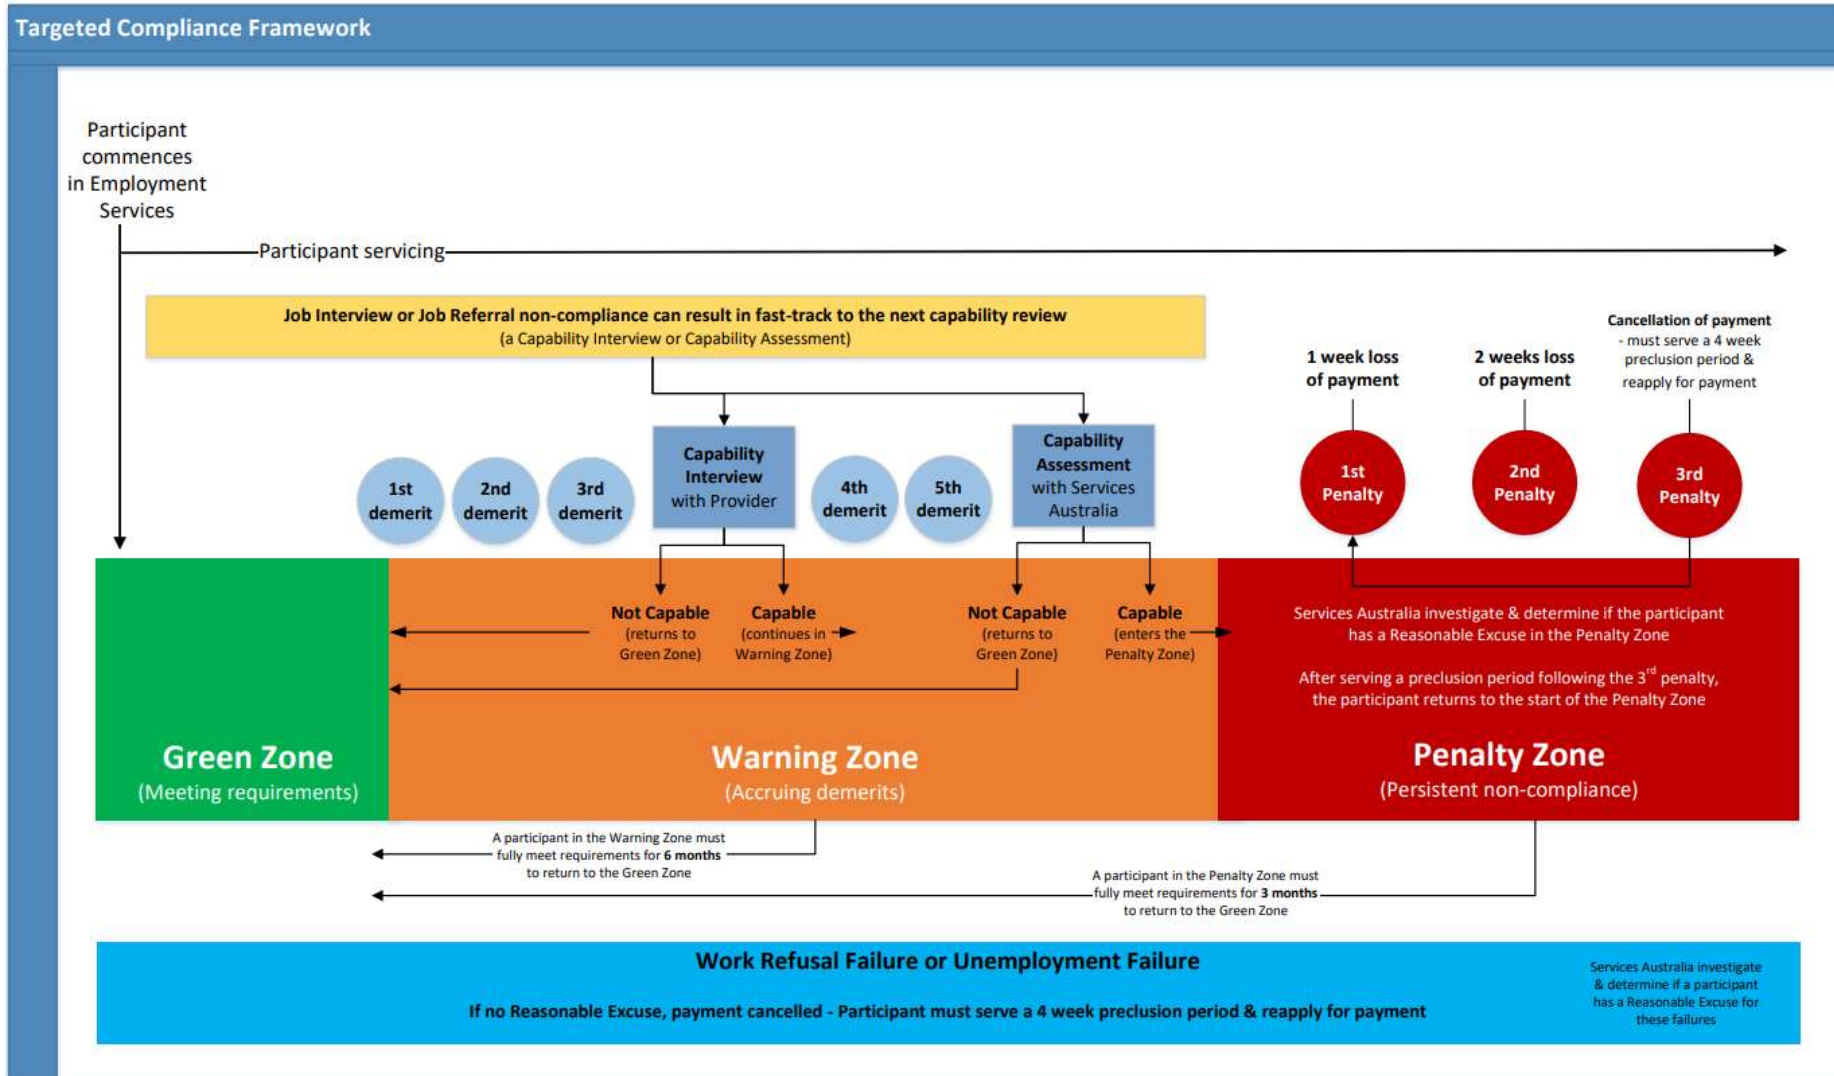 Targeted Compliance Framework
Participant
commences
in Employment
Services
Participant servicing
Job Interview or Job Referral non-compliance can result in fast-track to the next capability review
(a Capability Interview or Capability Assessment)
1 week loss
of payment
2 weeks loss
of payment
Cancellation of payment
- must serve a 4 week
preclusion period &
reapply for payment
1st
demerit
2nd
demerit
3rd
demerit
Capability
Interview
with Provider
4th
demerit
5th
demerit
Capability
Assessment
with Services
Australia
1st
Penalty
2nd
Penalty
3rd
Penalty
Not Capable
(returns to
Green Zone)
Capable
(continues in
Warning Zone)
Not Capable
(returns to
Green Zone)
Capable
(enters the
Penalty Zone)
Services Australia investigate & determine if the participant
has a Reasonable Excuse in the Penalty Zone
After serving a preclusion period following the 3rd penalty,
the participant returns to the start of the Penalty Zone
Green Zone
(Meeting requirements)
Warning Zone
(Accruing demerits)
Penalty Zone
(Persistent non-compliance)
A participant in the Warning Zone must
fully meet requirements for 6 months
to return to the Green Zone
A participant in the Penalty Zone must
fully meet requirements for 3 months
to return to the Green Zone
Work Refusal Failure or Unemployment Failure
If no Reasonable Excuse, payment cancelled - Participant must serve a 4 week preclusion period & reapply for payment
Services Australia investigate
& determine if a participant
has a Reasonable Excuse for
these failures